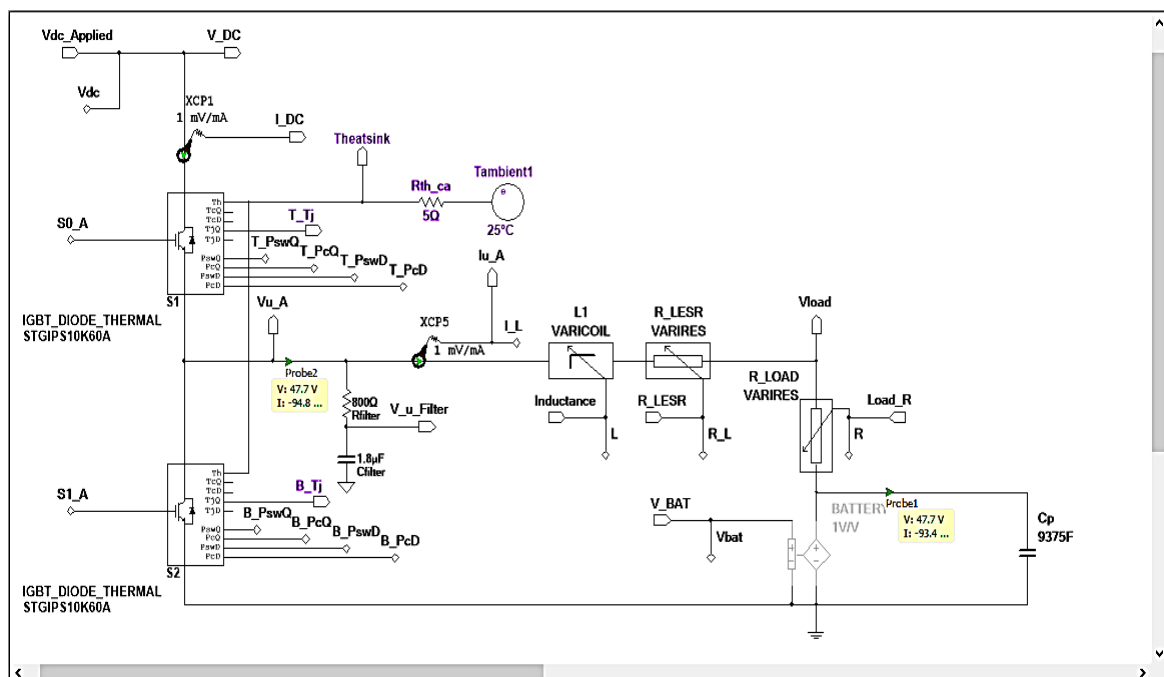 Vdc_Applied
V_DC
Vdc
XCP1
1 mV/mA
I_DC
Theatsink
Tambient1
25°C
Rth_ca
5Ω
S0_A
Th
TcQ
TcD
TjQ
TjD
PswQ
PcQ
PswD
PcD
T_Tj
T_PswQ
T_PcQ
T_PswD
T_PcD
S1
IGBT_DIODE_THERMAL
STGIPS10K60A
Vu_A
Iu_A
XCP5
1 mV/mA
I_L
Probe2
V: 47.7 V
I: -94.8 ...
800Ω
Rfilter
V_u_Filter
1.8µF
Cfilter
L1
VARICOIL
Inductance
L
R_LESR
VARIRES
R_LESR
R_L
Vload
R_LOAD
VARIRES
Load_R
R
S1_A
Th
TcQ
TcD
TjQ
TjD
PswQ
PcQ
PswD
PcD
B_Tj
B_PswQ
B_PcQ
B_PswD
B_PcD
S2
IGBT_DIODE_THERMAL
STGIPS10K60A
V_BAT
Vbat
BATTERY
1V/V
Probe1
V: 47.7 V
I: -93.4 ...
Cp
9375F